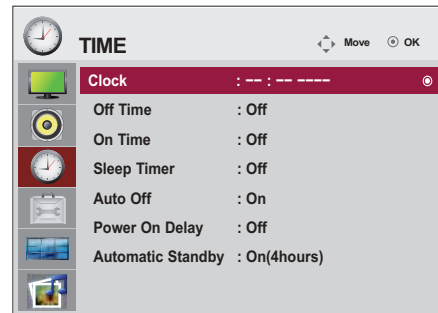 TIME
Move OK
Clock : -- : -- ----
Off Time : Off
On Time : Off
Sleep Timer : Off
Auto Off : On
Power On Delay : Off
Automatic Standby : On(4hours)